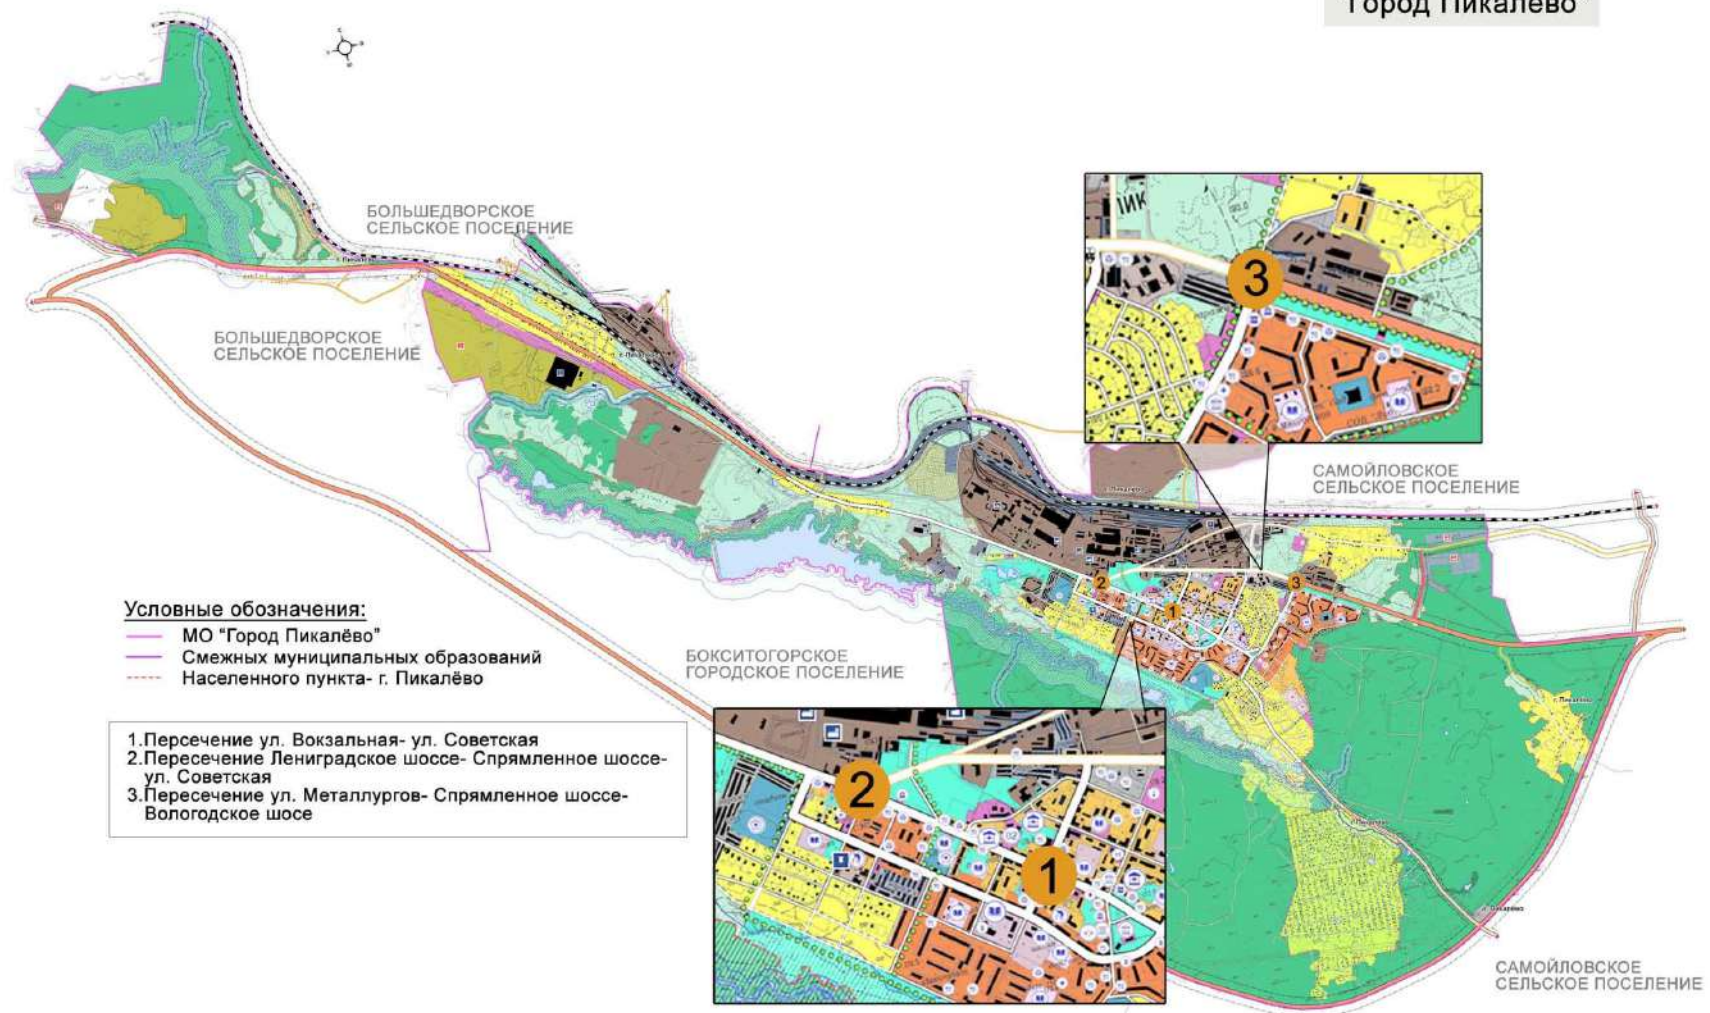 "Город Пикалёво"
БОЛЬШЕДВОРСКОЕ
СЕЛЬСКОЕ ПОСЕЛЕНИЕ
БОЛЬШЕДВОРСКОЕ
СЕЛЬСКОЕ ПОСЕЛЕНИЕ
3
САМОЙЛОВСКОЕ
СЕЛЬСКОЕ ПОСЕЛЕНИЕ
2
3
1
Условные обозначения:
МО "Город Пикалёво"
Смежных муниципальных образований
Населенного пункта- г. Пикалёво
БОКСИТОГОРСКОЕ
ГОРОДСКОЕ ПОСЕЛЕНИЕ
1.Персечение ул. Вокзальная- ул. Советская
2.Пересечение Лениградское шоссе- Спрямленное шоссе-
ул. Советская
3.Пересечение ул. Металлургов- Спрямленное шоссе-
Вологодское шосе
2
1
САМОЙЛОВСКОЕ
СЕЛЬСКОЕ ПОСЕЛЕНИЕ